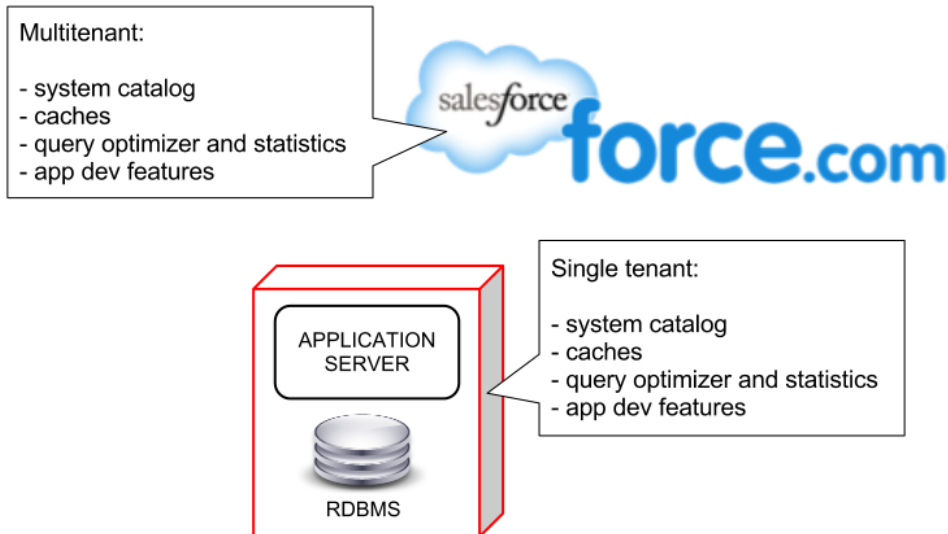 Multitenant:
- system catalog
- caches
- query optimizer and statistics
- app dev features
salesforce
force.com
Single tenant:
- system catalog
- caches
- query optimizer and statistics
- app dev features
APPLICATION
SERVER
RDBMS